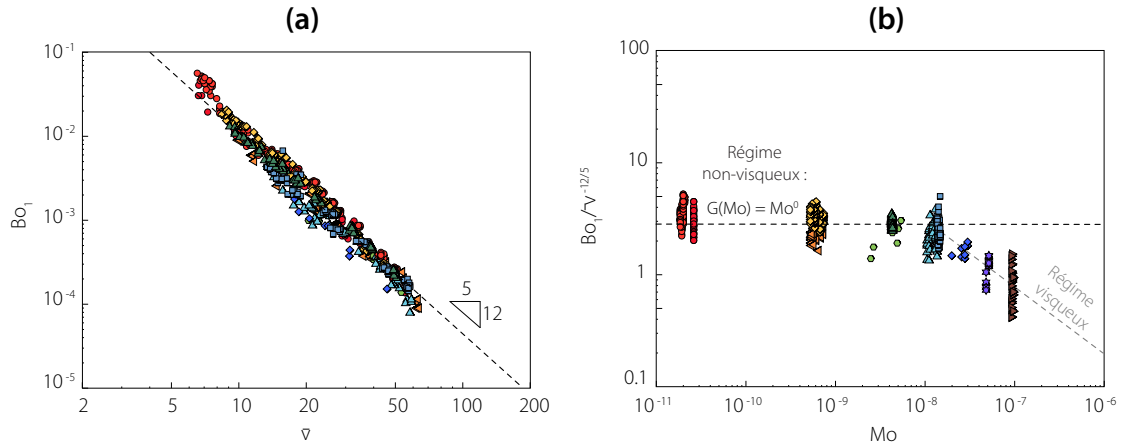 (a)
10⁻¹
10⁻²
10⁻³
10⁻⁴
10⁻⁵
Bo₁
5
12
2
5
10
20
50
100
200
ṽ
(b)
100
10
1
0.1
Bo₁/ṽ⁻¹²ᐟ⁵
Régime
non-visqueux :
G(Mo) = Mo⁰
Régime
visqueux
10⁻¹¹
10⁻¹⁰
10⁻⁹
10⁻⁸
10⁻⁷
10⁻⁶
Mo